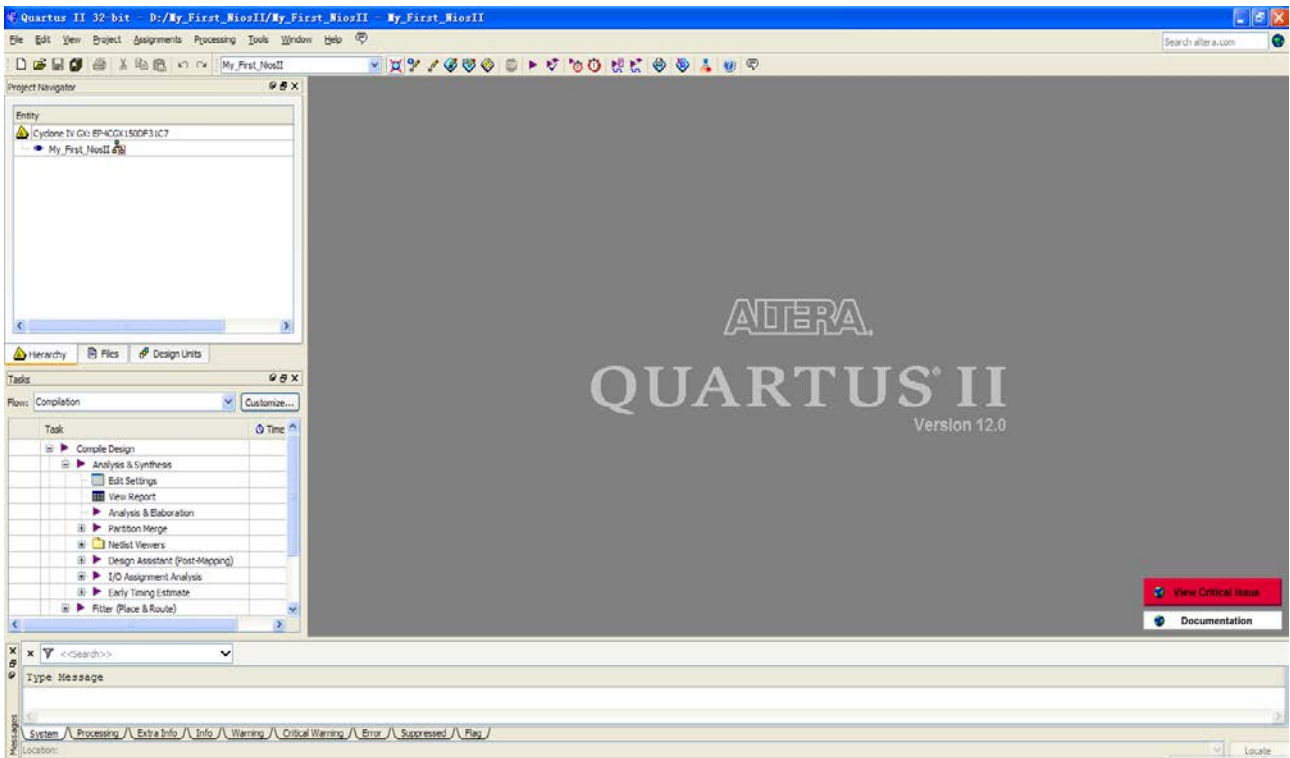 Quartus II 32-bit - D:/My_First_NiosII/My_First_NiosII - My_First_NiosII
File Edit View Project Assignments Processing Tools Window Help
Search altera.com
My_First_NiosII
Project Navigator
Entity
Cyclone IV GX: EP4CGX150DF31C7
My_First_NiosII
Hierarchy Files Design Units
Tasks
Flow: Compilation Customize...
Task Time
Compile Design
Analysis & Synthesis
Edit Settings
View Report
Analysis & Elaboration
Partition Merge
Netlist Viewers
Design Assistant (Post-Mapping)
I/O Assignment Analysis
Early Timing Estimate
Fitter (Place & Route)
ALTERA.
QUARTUS® II
Version 12.0
View Critical Issue
Documentation
<<Search>>
Type Message
System Processing Extra Info Info Warning Critical Warning Error Suppressed Flag
Messages
Location: Locate